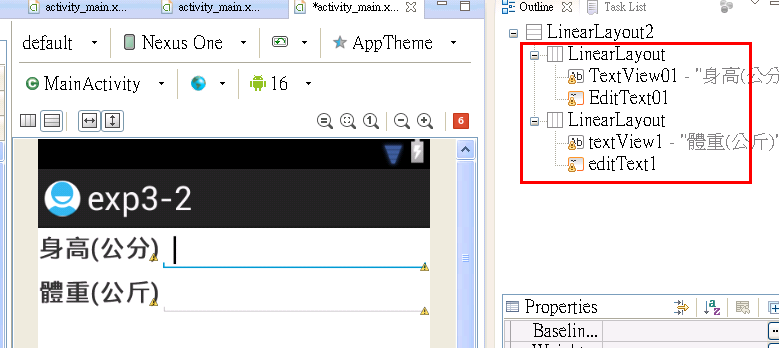 activity_main.x...
activity_main.x...
*activity_main.x...
default
Nexus One
AppTheme
MainActivity
16
1
6
exp3-2
身高(公分)
體重(公斤)
Outline
Task List
LinearLayout2
LinearLayout
TextView01 - "身高(公分
EditText01
LinearLayout
textView1 - "體重(公斤)"
editText1
Properties
Baselin...